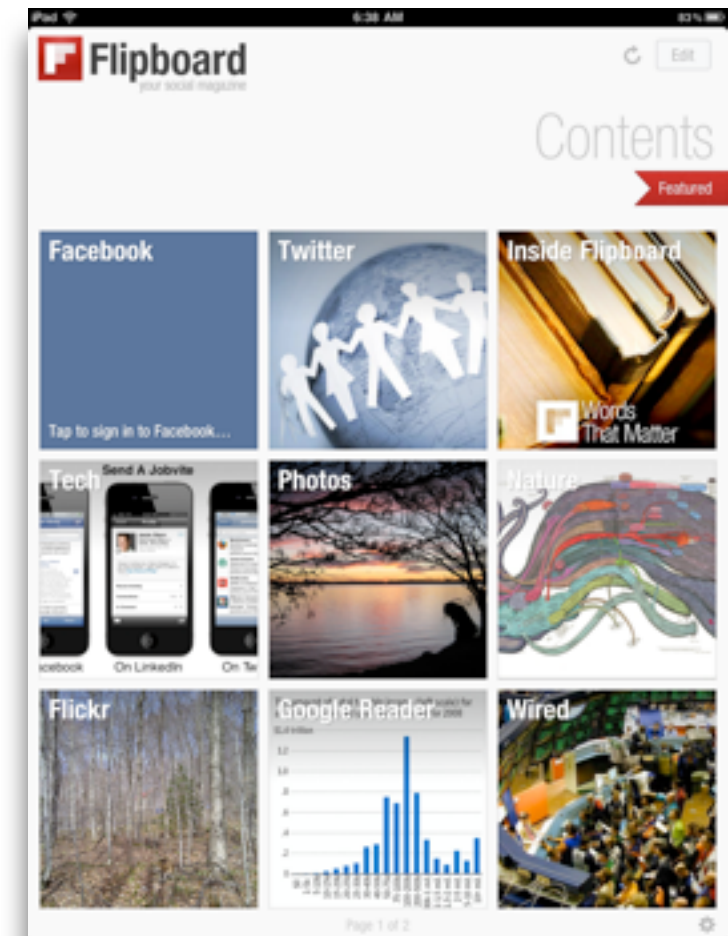 iPad 6:38 AM 83%
Flipboard
your social magazine
Edit
Contents
Featured
Facebook
Twitter
Inside Flipboard
Tap to sign in to Facebook...
Words
That Matter
Tech
Send A Jobvite
Photos
Nature
On LinkedIn
Flickr
Google Reader
Wired
Page 1 of 2